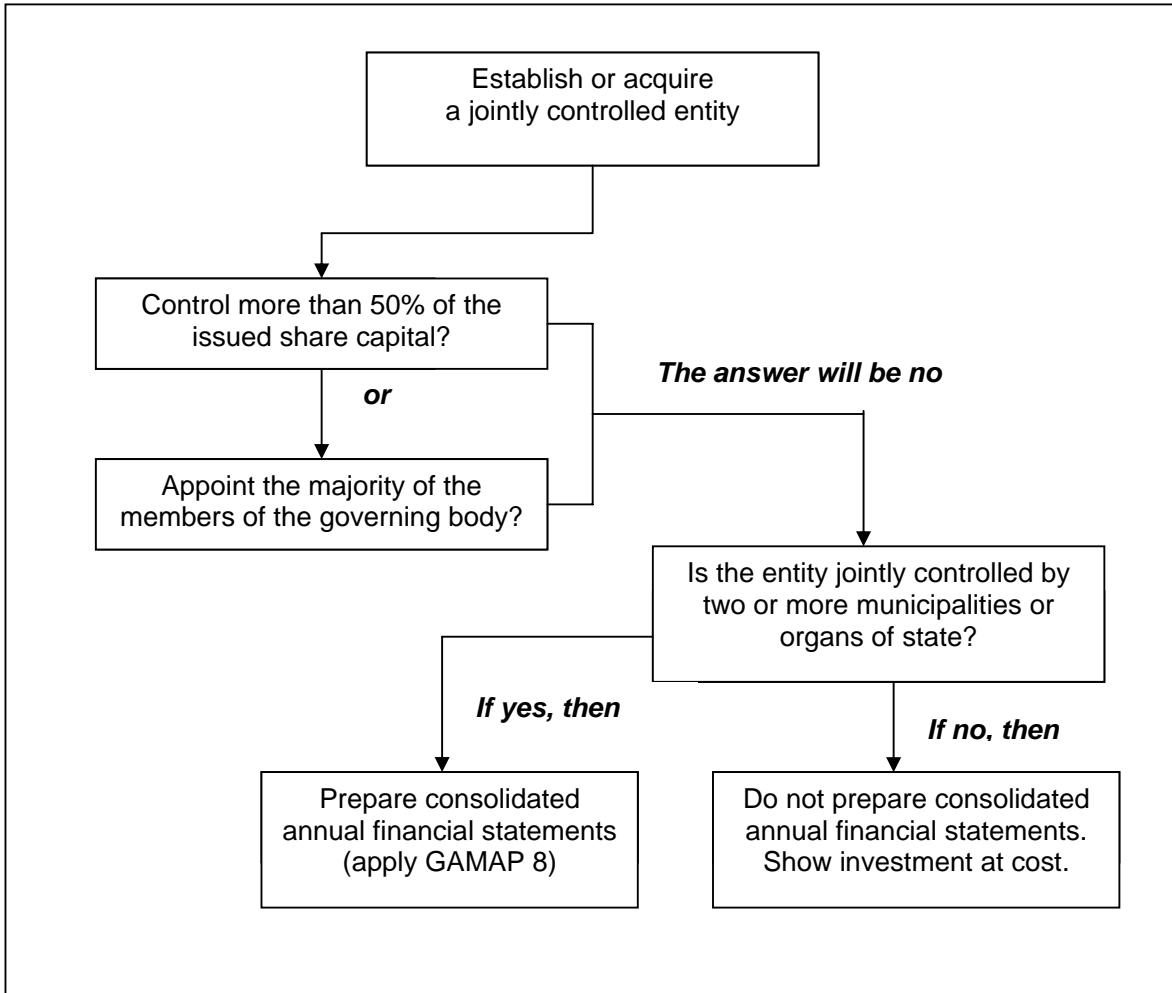 Establish or acquire
a jointly controlled entity
Control more than 50% of the
issued share capital?
or
The answer will be no
Appoint the majority of the
members of the governing body?
Is the entity jointly controlled by
two or more municipalities or
organs of state?
If yes, then
If no, then
Prepare consolidated
annual financial statements
(apply GAMAP 8)
Do not prepare consolidated
annual financial statements.
Show investment at cost.